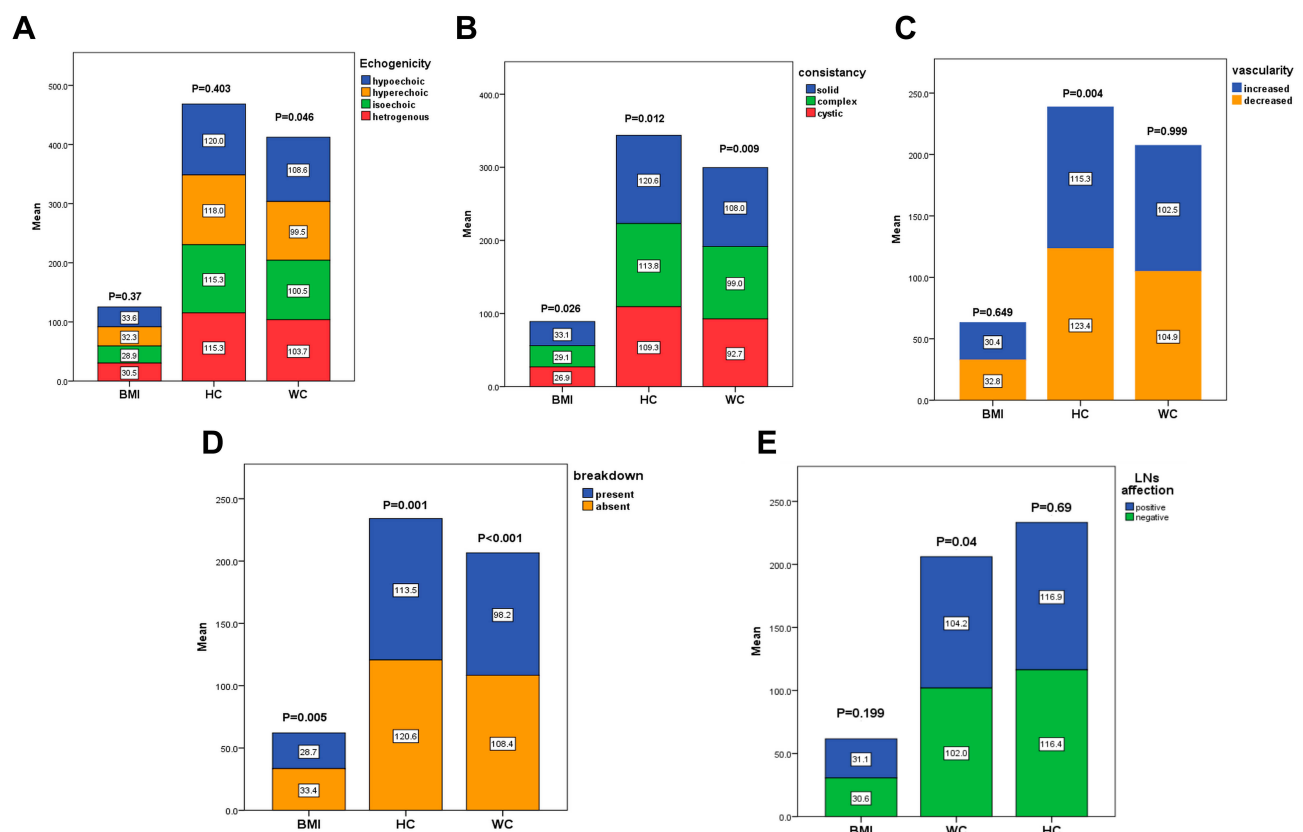 A
Echogenicity
hypoechoic
hyperechoic
isoechoic
hetrogenous
Mean
500.0
400.0
300.0
200.0
100.0
0.0
P=0.37
P=0.403
P=0.046
33.6
32.3
28.9
30.5
120.0
118.0
115.3
115.3
108.6
99.5
100.5
103.7
BMI
HC
WC
B
consistancy
solid
complex
cystic
Mean
400.0
300.0
200.0
100.0
0.0
P=0.026
P=0.012
P=0.009
33.1
29.1
26.9
120.6
113.8
109.3
108.0
99.0
92.7
BMI
HC
WC
C
vascularity
increased
decreased
Mean
250.0
200.0
150.0
100.0
50.0
0.0
P=0.649
P=0.004
P=0.999
30.4
32.8
115.3
123.4
102.5
104.9
BMI
HC
WC
D
breakdown
present
absent
Mean
250.0
200.0
150.0
100.0
50.0
0.0
P=0.005
P=0.001
P<0.001
28.7
33.4
113.5
120.6
98.2
108.4
BMI
HC
WC
E
LNs
affection
positive
negative
Mean
250.0
200.0
150.0
100.0
50.0
0.0
P=0.199
P=0.04
P=0.69
31.1
30.6
104.2
102.0
116.9
116.4
BMI
WC
HC